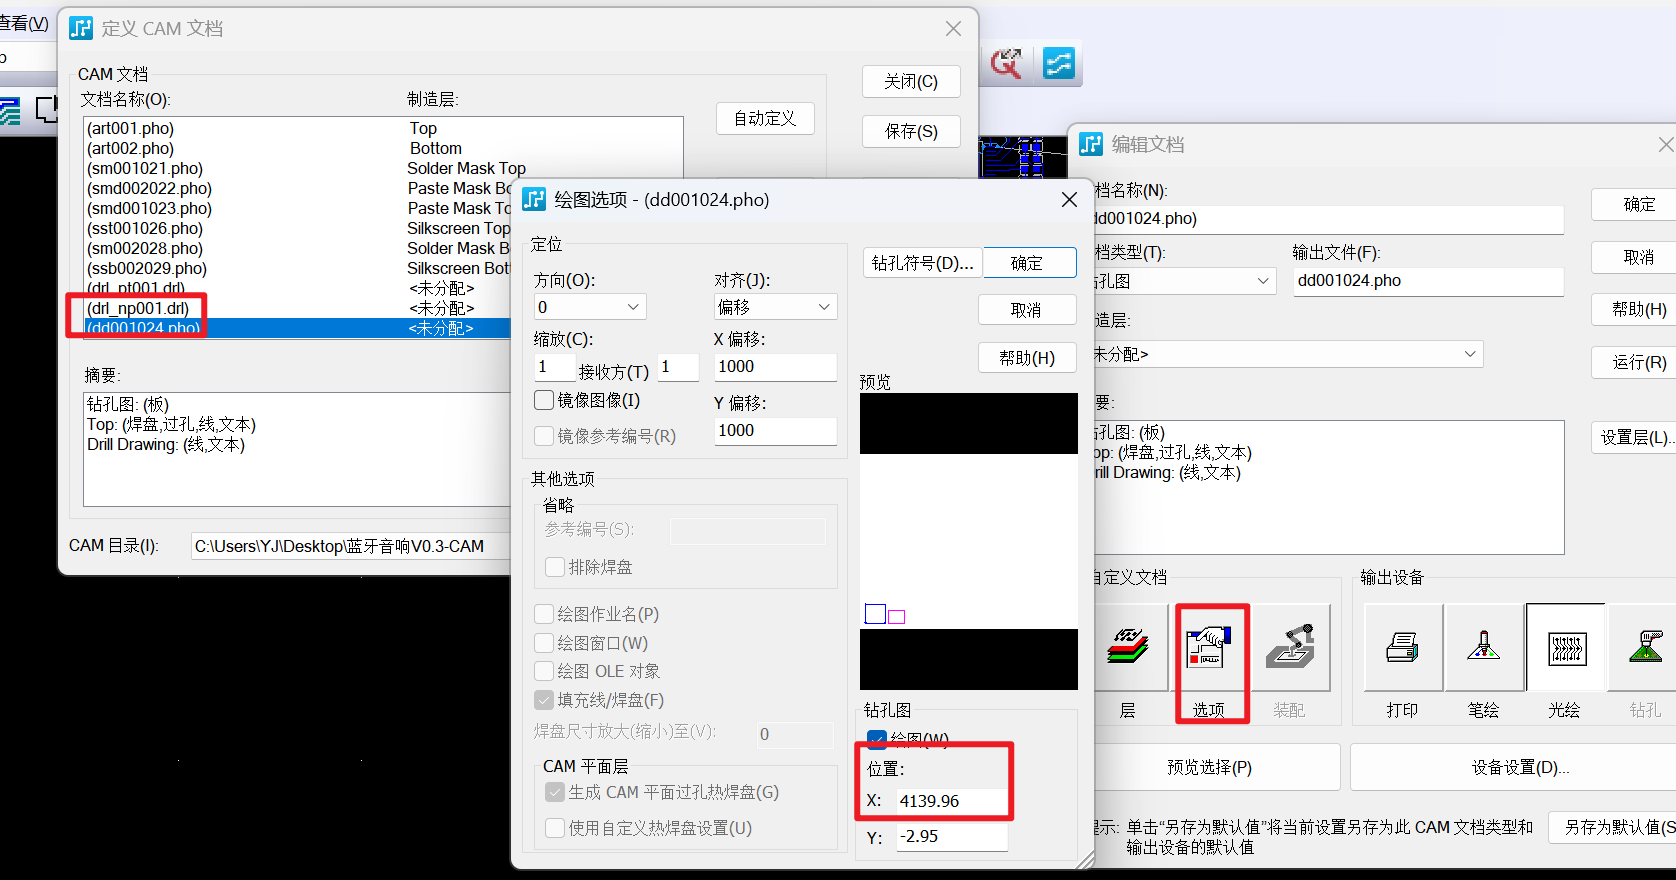 查看(V)
定义 CAM 文档
CAM 文档
文档名称(O):
制造层:
(art001.pho) Top
(art002.pho) Bottom
(sm001021.pho) Solder Mask Top
(smd002022.pho) Paste Mask Bo
(smd001023.pho) Paste Mask To
(sst001026.pho) Silkscreen Top
(sm002028.pho) Solder Mask B
(ssb002029.pho) Silkscreen Bott
(drl_pt001.drl) <未分配>
(drl_np001.drl) <未分配>
(dd001024.pho) <未分配>
自动定义
关闭(C)
保存(S)
摘要:
钻孔图: (板)
Top: (焊盘,过孔,线,文本)
Drill Drawing: (线,文本)
CAM 目录(I):
C:\Users\YJ\Desktop\蓝牙音响V0.3-CAM
绘图选项 - (dd001024.pho)
定位
方向(O):
0
对齐(J):
偏移
缩放(C):
1 接收方(T) 1
X 偏移:
1000
镜像图像(I)
Y 偏移:
1000
镜像参考编号(R)
其他选项
省略
参考编号(S):
排除焊盘
绘图作业名(P)
绘图窗口(W)
绘图 OLE 对象
填充线/焊盘(F)
焊盘尺寸放大(缩小)至(V): 0
CAM 平面层
生成 CAM 平面过孔热焊盘(G)
使用自定义热焊盘设置(U)
钻孔符号(D)...
确定
取消
帮助(H)
预览
钻孔图
绘图(W)
位置:
X: 4139.96
Y: -2.95
编辑文档
档名称(N):
dd001024.pho)
档类型(T):
孔图
输出文件(F):
dd001024.pho
造层:
未分配>
要:
孔图: (板)
op: (焊盘,过孔,线,文本)
rill Drawing: (线,文本)
确定
取消
帮助(H)
运行(R)
设置层(L)..
自定义文档
层
选项
装配
输出设备
打印
笔绘
光绘
钻孔
预览选择(P)
设备设置(D)...
提示: 单击“另存为默认值”将当前设置另存为此 CAM 文档类型和
输出设备的默认值
另存为默认值(S